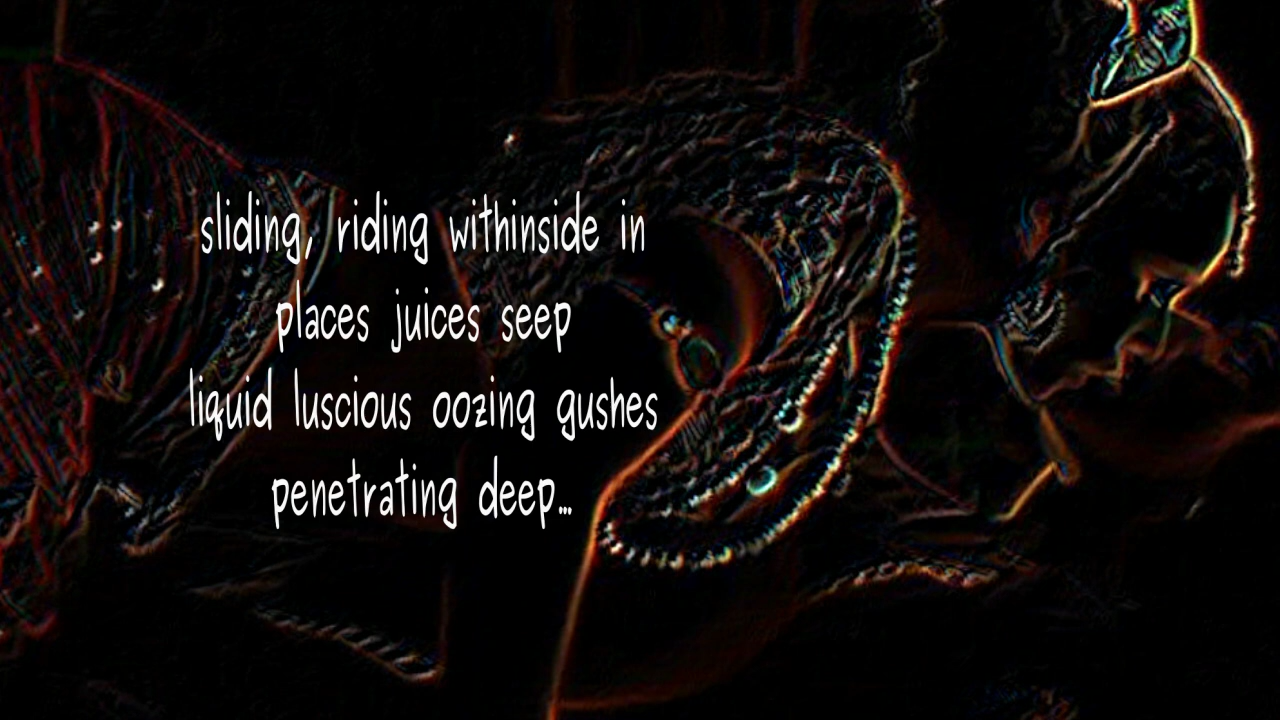 sliding, riding withinside in
places juices seep
liquid luscious oozing gushes
penetrating deep...